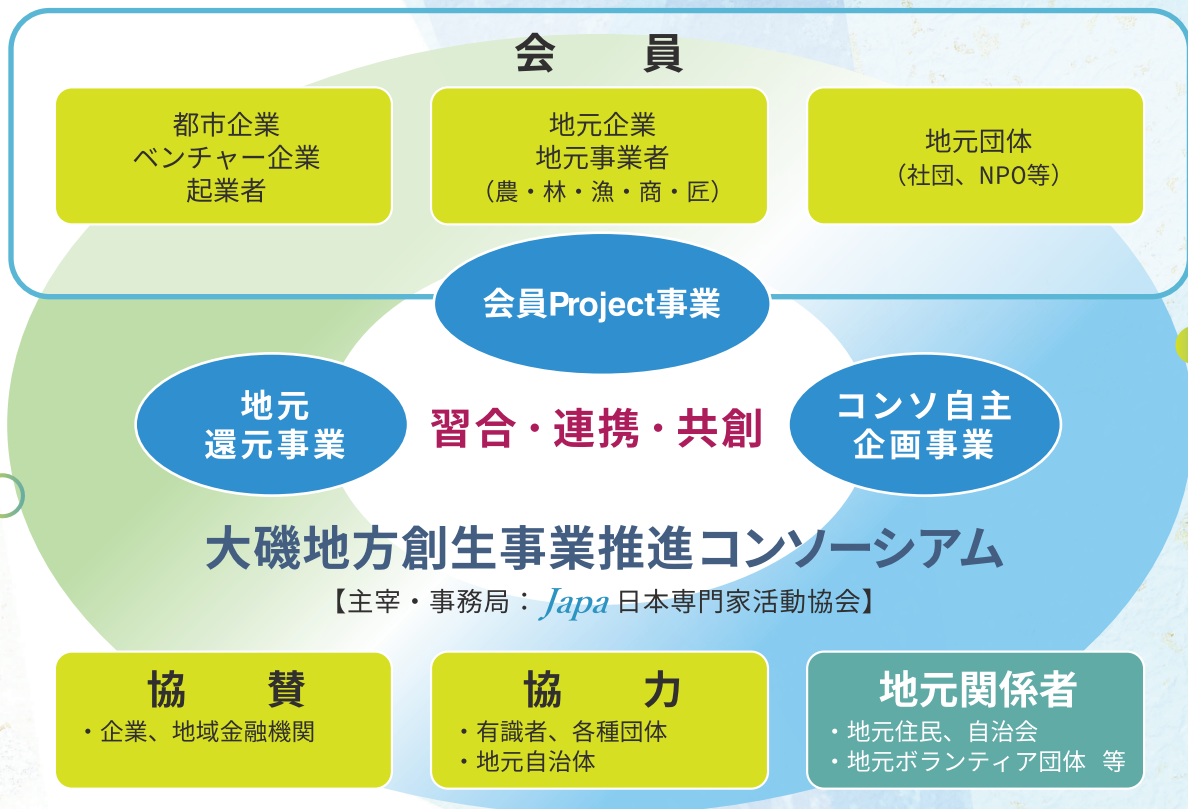 会員
都市企業
ベンチャー企業
起業者
地元企業
地元事業者
（農・林・漁・商・匠）
地元団体
（社団、NPO等）
会員Project事業
地元
還元事業
習合・連携・共創
コンソ自主
企画事業
大磯地方創生事業推進コンソーシアム
【主宰・事務局：Japa 日本専門家活動協会】
協賛
・企業、地域金融機関
協力
・有識者、各種団体
・地元自治体
地元関係者
・地元住民、自治会
・地元ボランティア団体 等